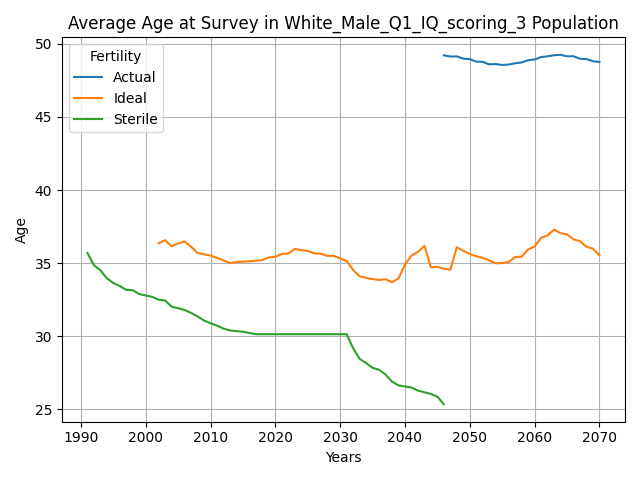 Average Age at Survey in White_Male_Q1_IQ_scoring_3 Population
Fertility
Actual
Ideal
Sterile
50
45
40
35
30
25
Age
1990 2000 2010 2020 2030 2040 2050 2060 2070
Years